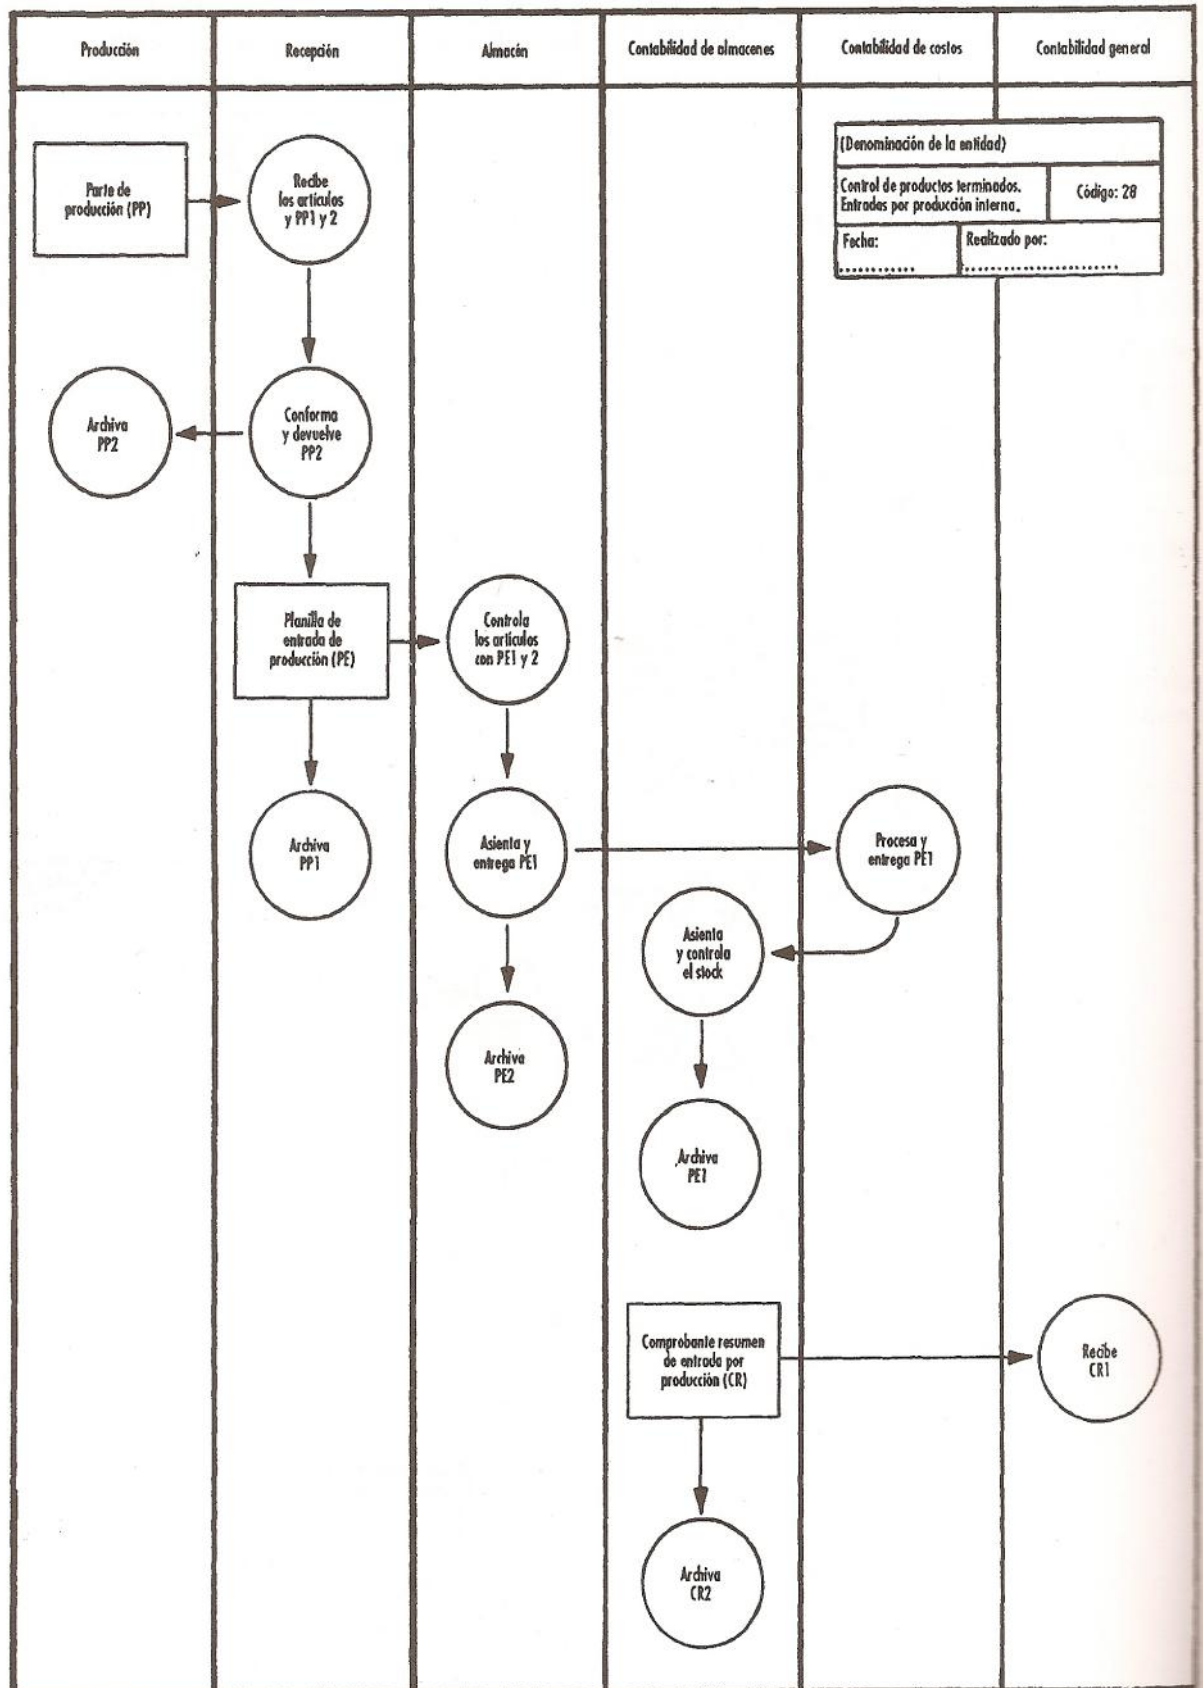 Producción
Recepción
Almacén
Contabilidad de almacenes
Contabilidad de costos
Contabilidad general
(Denominación de la entidad)
Control de productos terminados.
Entradas por producción interna.
Código: 28
Fecha:
............
Realizado por:
........................
Parte de
producción (PP)
Recibe
los artículos
y PP1 y 2
Archiva
PP2
Conforma
y devuelve
PP2
Planilla de
entrada de
producción (PE)
Controla
los artículos
con PE1 y 2
Archiva
PP1
Asienta y
entrega PE1
Procesa y
entrega PE1
Asienta
y controla
el stock
Archiva
PE2
Archiva
PE1
Comprobante resumen
de entrada por
producción (CR)
Recibe
CR1
Archiva
CR2